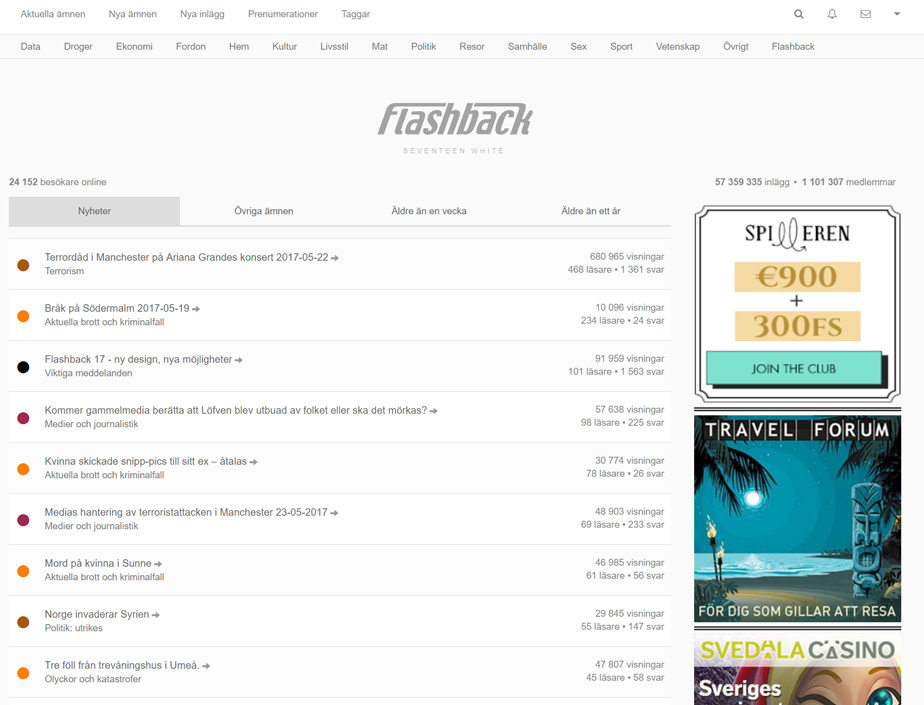 Aktuella ämnen Nya ämnen Nya inlägg Prenumerationer Taggar
Data Droger Ekonomi Fordon Hem Kultur Livsstil Mat Politik Resor Samhälle Sex Sport Vetenskap Övrigt Flashback
flashback
SEVENTEEN WHITE
24 152 besökare online
57 359 335 inlägg • 1 101 307 medlemmar
Nyheter Övriga ämnen Äldre än en vecka Äldre än ett år
Terrordåd i Manchester på Ariana Grandes konsert 2017-05-22
680 965 visningar
Terrorism
468 läsare • 1 361 svar
Bråk på Södermalm 2017-05-19
10 096 visningar
Aktuella brott och kriminalfall
234 läsare • 24 svar
Flashback 17 - ny design, nya möjligheter
91 959 visningar
Viktiga meddelanden
101 läsare • 1 563 svar
Kommer gammelmedia berätta att Löfven blev utbuad av folket eller ska det mörkas?
57 638 visningar
Medier och journalistik
98 läsare • 225 svar
Kvinna skickade snipp-pics till sitt ex – åtalas
30 774 visningar
Aktuella brott och kriminalfall
78 läsare • 26 svar
Medias hantering av terroristattacken i Manchester 23-05-2017
48 903 visningar
Medier och journalistik
69 läsare • 233 svar
Mord på kvinna i Sunne
46 985 visningar
Aktuella brott och kriminalfall
61 läsare • 56 svar
Norge invaderar Syrien
29 845 visningar
Politik: utrikes
55 läsare • 147 svar
Tre föll från trevåningshus i Umeå.
47 807 visningar
Olyckor och katastrofer
45 läsare • 58 svar
SPILLEREN
€900
+
300FS
JOIN THE CLUB
TRAVEL FORUM
FÖR DIG SOM GILLAR ATT RESA
SVEDALA CASINO
Sveriges